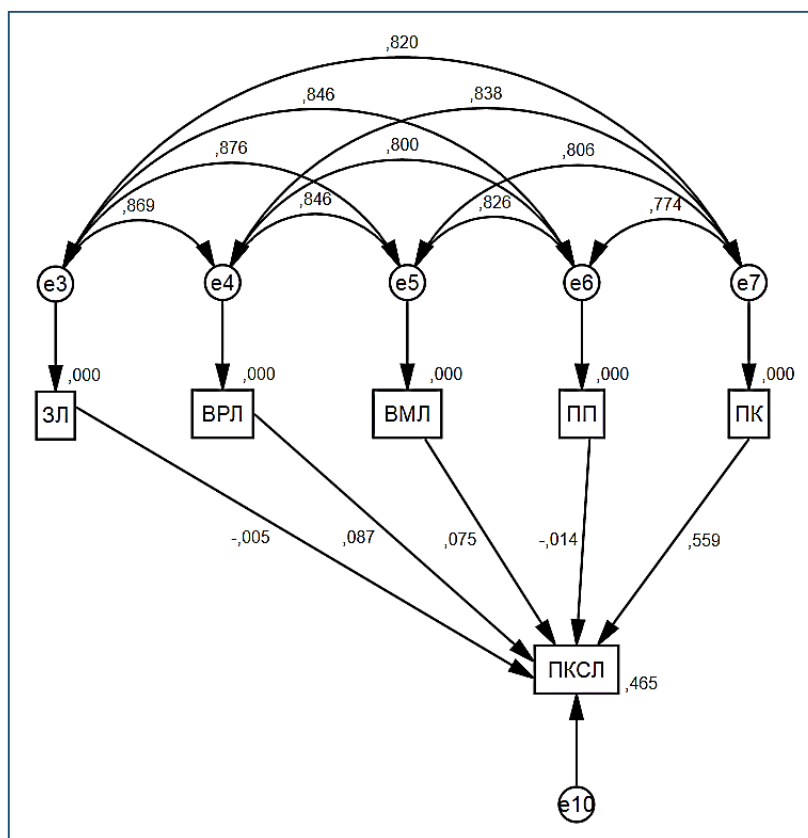 ,820
,846 ,838
,876 ,800 ,806
,869 ,846 ,826 ,774
e3 e4 e5 e6 e7
,000 ,000 ,000 ,000 ,000
ЗЛ ВРЛ ВМЛ ПП ПК
-,005 ,087 ,075 -,014 ,559
ПКСЛ
,465
e10